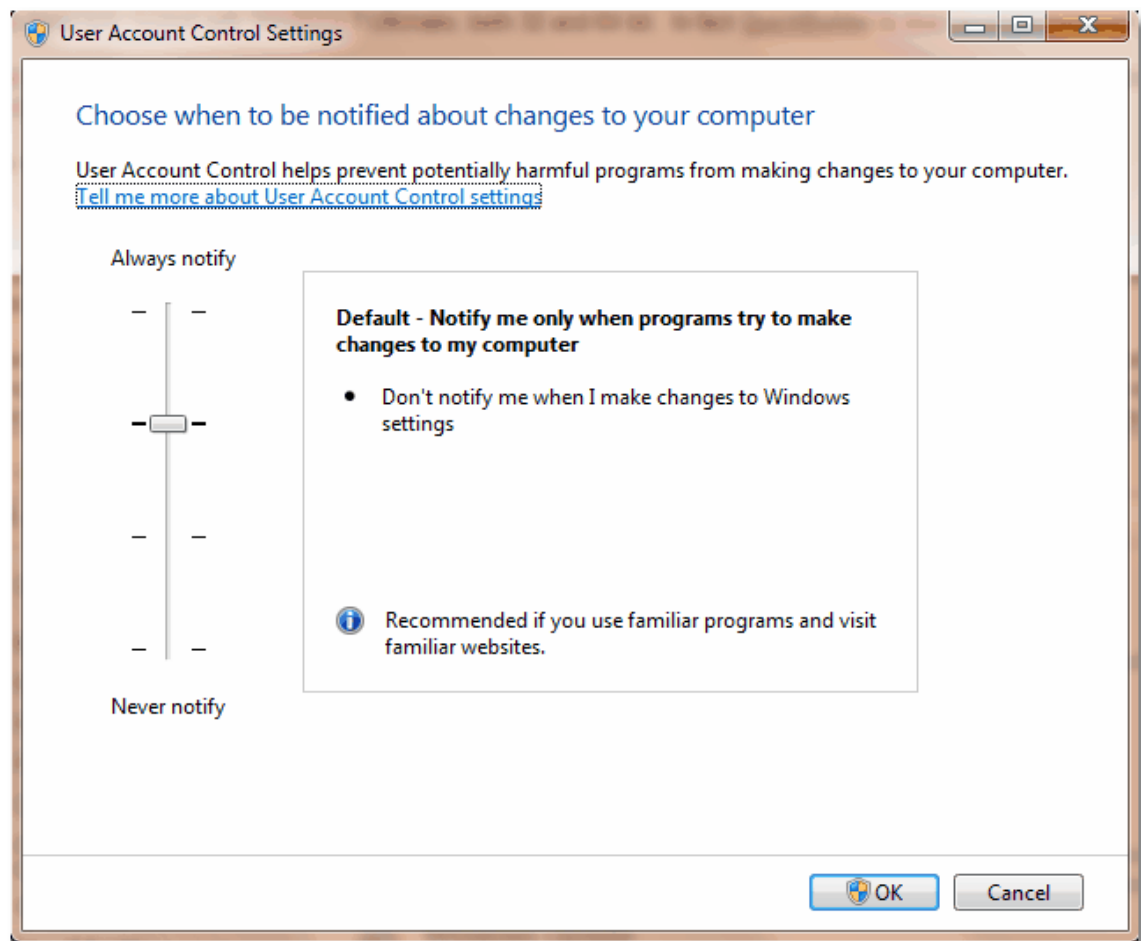 User Account Control Settings
Choose when to be notified about changes to your computer
User Account Control helps prevent potentially harmful programs from making changes to your computer.
Tell me more about User Account Control settings
Always notify
Default - Notify me only when programs try to make
changes to my computer
• Don't notify me when I make changes to Windows
settings
Recommended if you use familiar programs and visit
familiar websites.
Never notify
OK
Cancel